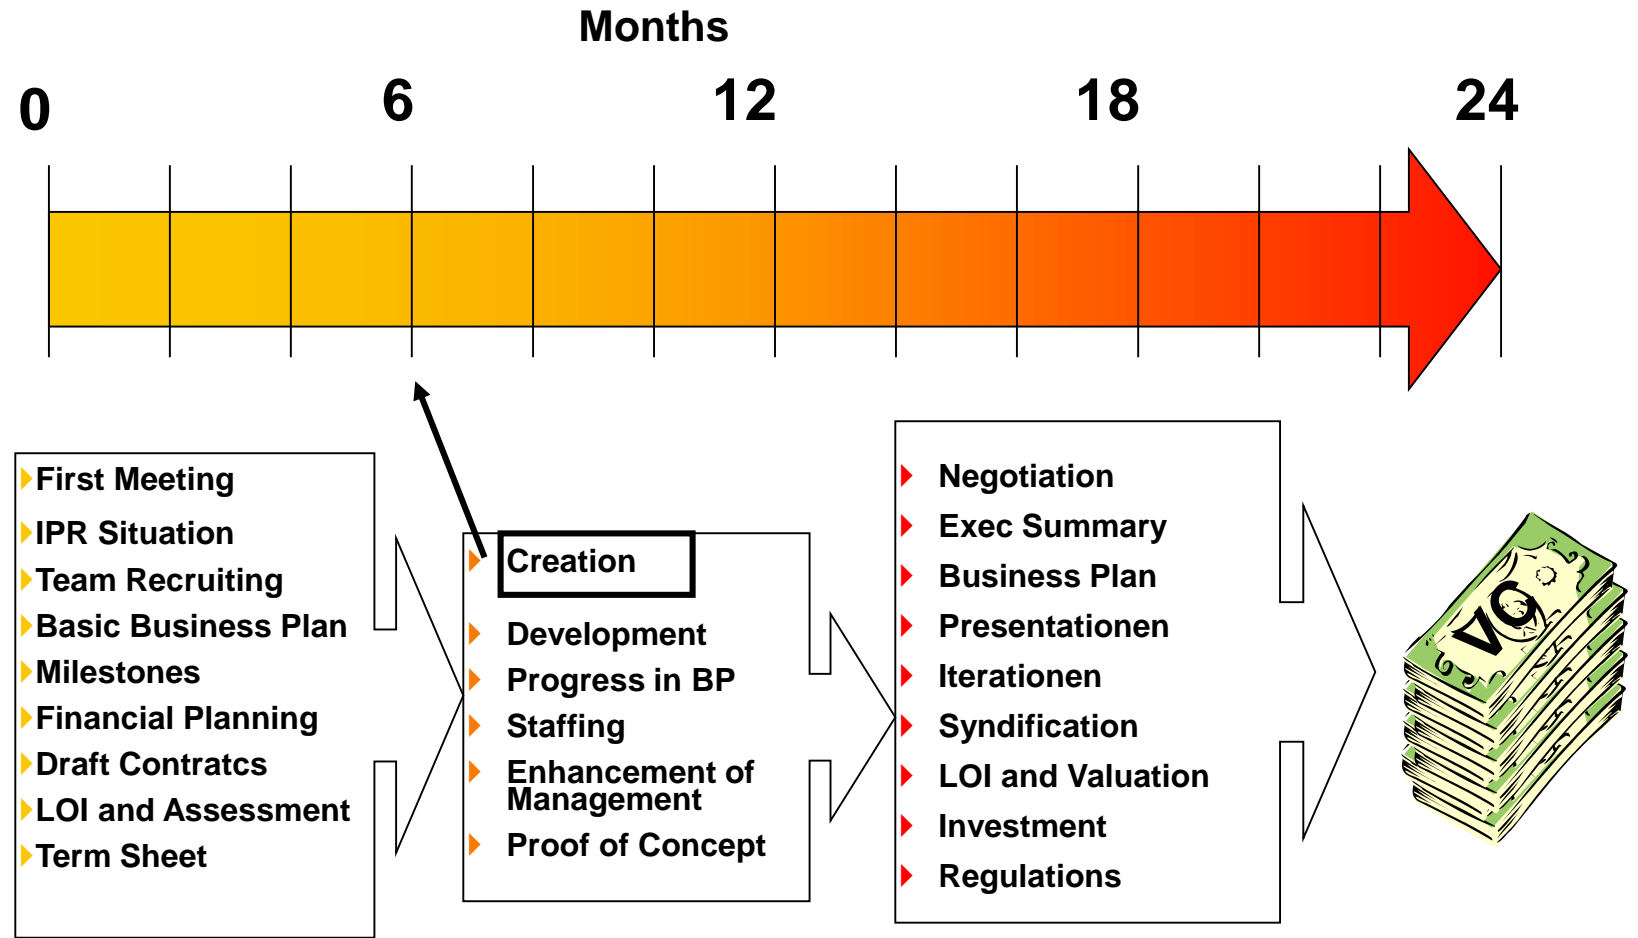 Months
0 6 12 18 24
First Meeting
IPR Situation
Team Recruiting
Basic Business Plan
Milestones
Financial Planning
Draft Contratcs
LOI and Assessment
Term Sheet
Creation
Development
Progress in BP
Staffing
Enhancement of
Management
Proof of Concept
Negotiation
Exec Summary
Business Plan
Presentationen
Iterationen
Syndification
LOI and Valuation
Investment
Regulations
VC